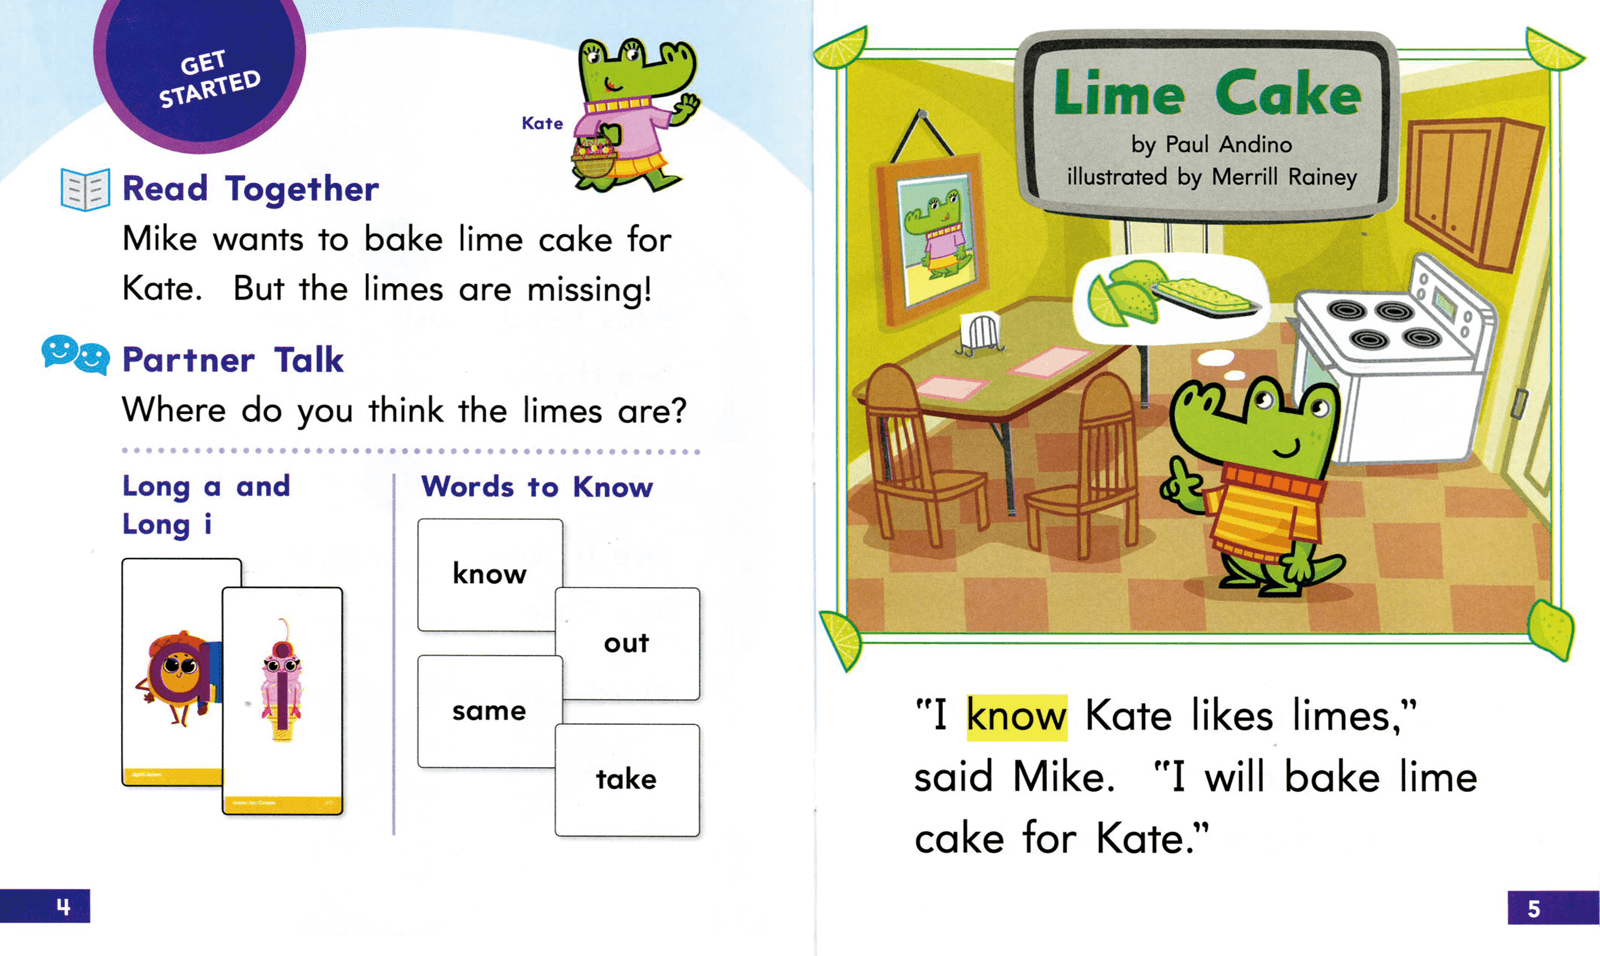 GET
STARTED
Kate
Read Together
Mike wants to bake lime cake for
Kate. But the limes are missing!
Partner Talk
Where do you think the limes are?
Long a and
Long i
Words to Know
know
out
same
take
4
Lime Cake
by Paul Andino
illustrated by Merrill Rainey
"I know Kate likes limes,"
said Mike. "I will bake lime
cake for Kate."
5